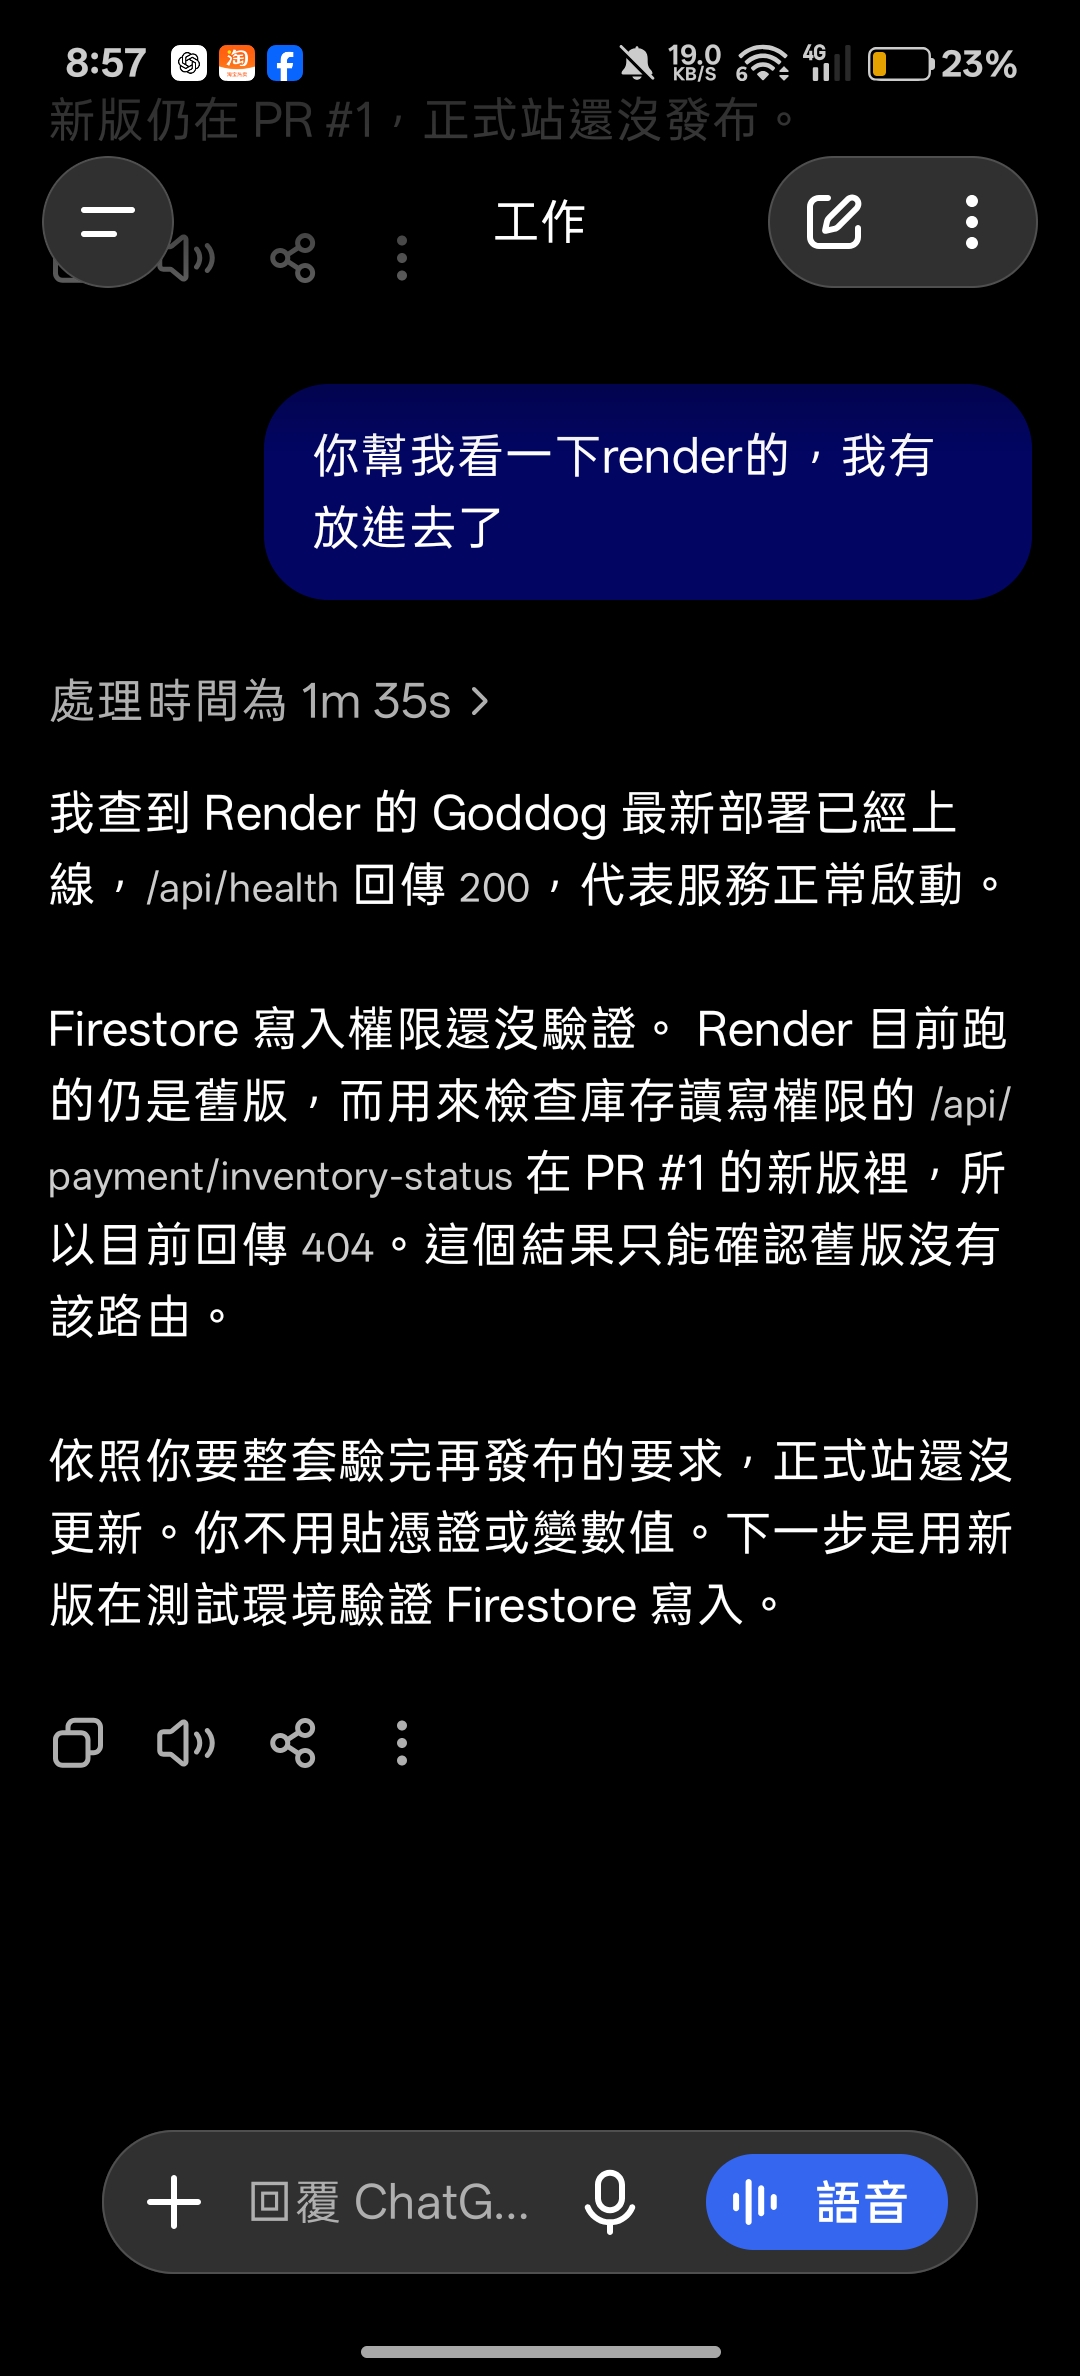 8:57
淘
19.0
KB/S
6
4G
23%
新版仍在 PR #1，正式站還沒發布。
工作
你幫我看一下render的，我有
放進去了
處理時間為 1m 35s
我查到 Render 的 Goddog 最新部署已經上
線，/api/health 回傳 200，代表服務正常啟動。
Firestore 寫入權限還沒驗證。 Render 目前跑
的仍是舊版，而用來檢查庫存讀寫權限的 /api/
payment/inventory-status 在 PR #1 的新版裡，所
以目前回傳 404。這個結果只能確認舊版沒有
該路由。
依照你要整套驗完再發布的要求，正式站還沒
更新。你不用貼憑證或變數值。下一步是用新
版在測試環境驗證 Firestore 寫入。
回覆 ChatG...
語音